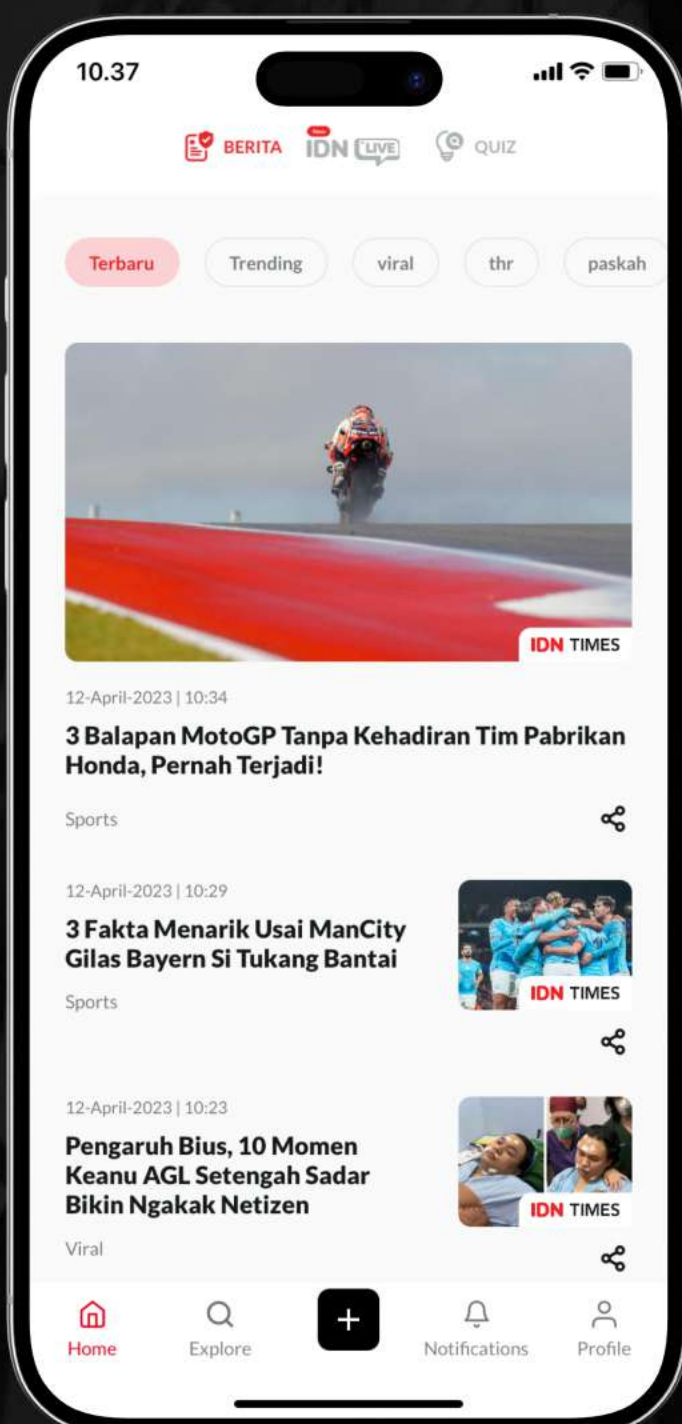 10.37
BERITA
New
IDN LIVE
QUIZ
Terbaru
Trending
viral
thr
paskah
IDN TIMES
12-April-2023 | 10:34
3 Balapan MotoGP Tanpa Kehadiran Tim Pabrikan
Honda, Pernah Terjadi!
Sports
12-April-2023 | 10:29
3 Fakta Menarik Usai ManCity
Gilas Bayern Si Tukang Bantai
Sports
IDN TIMES
12-April-2023 | 10:23
Pengaruh Bius, 10 Momen
Keanu AGL Setengah Sadar
Bikin Ngakak Netizen
Viral
IDN TIMES
Home
Explore
Notifications
Profile